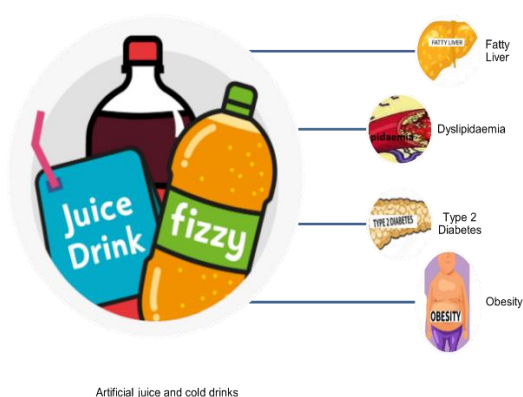 FATTY LIVER
Fatty
Liver
pidaemia
Dyslipidaemia
Juice
Drink
fizzy
TYPE 2 DIABETES
Type 2
Diabetes
OBESITY
Obesity
Artificial juice and cold drinks